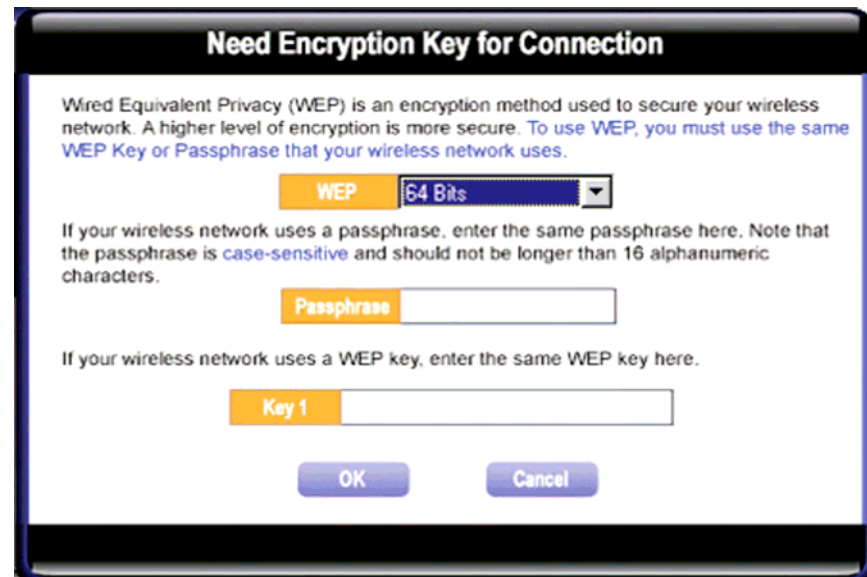 Need Encryption Key for Connection
Wired Equivalent Privacy (WEP) is an encryption method used to secure your wireless
network. A higher level of encryption is more secure. To use WEP, you must use the same
WEP Key or Passphrase that your wireless network uses.
WEP 64 Bits
If your wireless network uses a passphrase, enter the same passphrase here. Note that
the passphrase is case-sensitive and should not be longer than 16 alphanumeric
characters.
Passphrase
If your wireless network uses a WEP key, enter the same WEP key here.
Key 1
OK Cancel